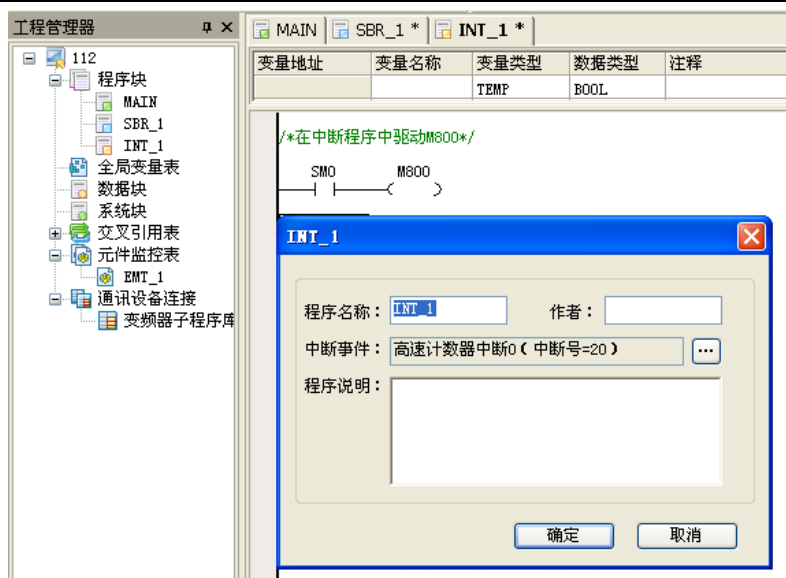 工程管理器
MAIN
SBR_1 *
INT_1 *
112
程序块
MAIN
SBR_1
INT_1
全局变量表
数据块
系统块
交叉引用表
元件监控表
EMT_1
通讯设备连接
变频器子程序库
变量地址 变量名称 变量类型 数据类型 注释
TEMP BOOL
/*在中断程序中驱动M800*/
SM0 M800
INT_1
程序名称： INT_1 作者：
中断事件： 高速计数器中断0(中断号=20) ...
程序说明：
确定 取消